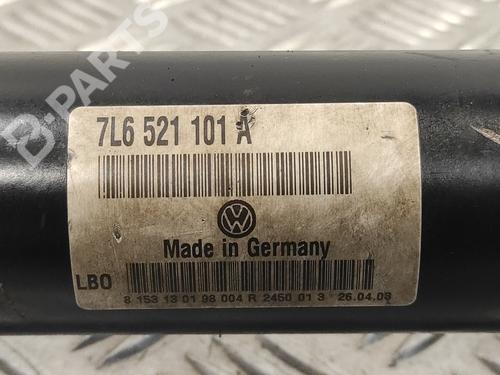 B-PARTS
7L6 521 101 A
Made in Germany
LBO
8 153 13 01 98 004 R 2450 01 3 26.04.03